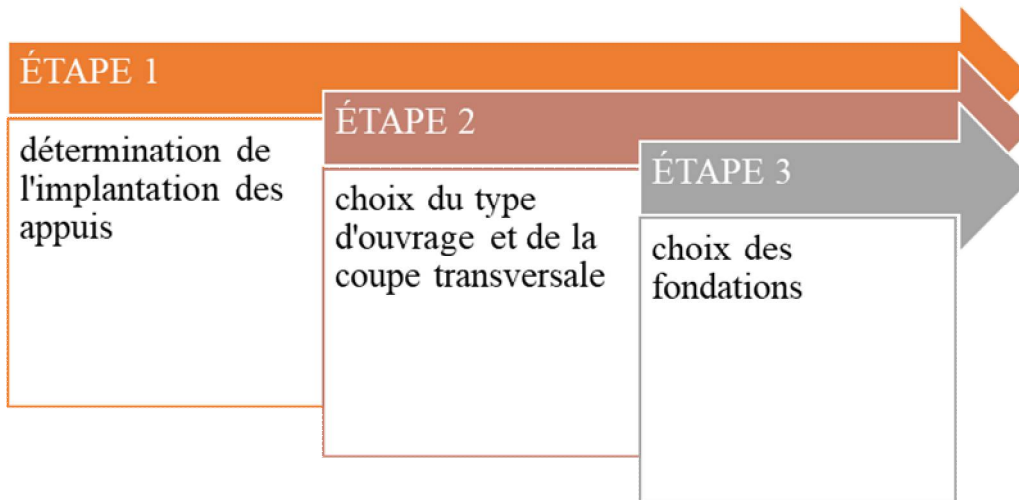 ÉTAPE 1
détermination de
l'implantation des
appuis
ÉTAPE 2
choix du type
d'ouvrage et de la
coupe transversale
ÉTAPE 3
choix des
fondations